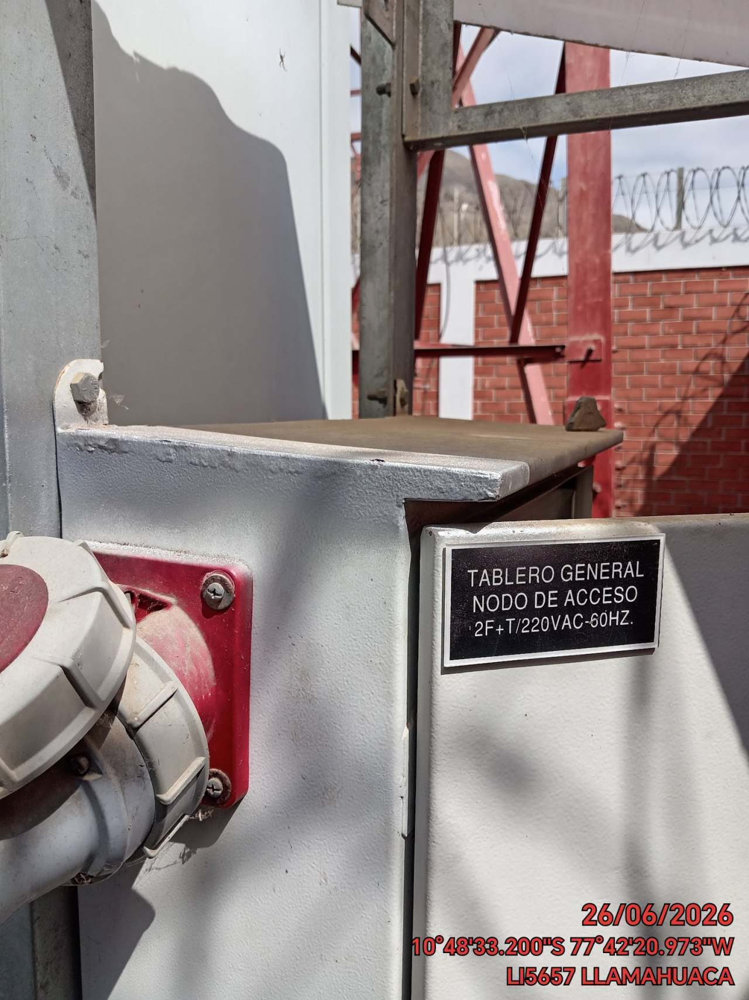 TABLERO GENERAL
NODO DE ACCESO
2F+T/220VAC-60HZ.
26/06/2026
10°48'33.200"S 77°42'20.973"W
LI5657 LLAMAHUACA